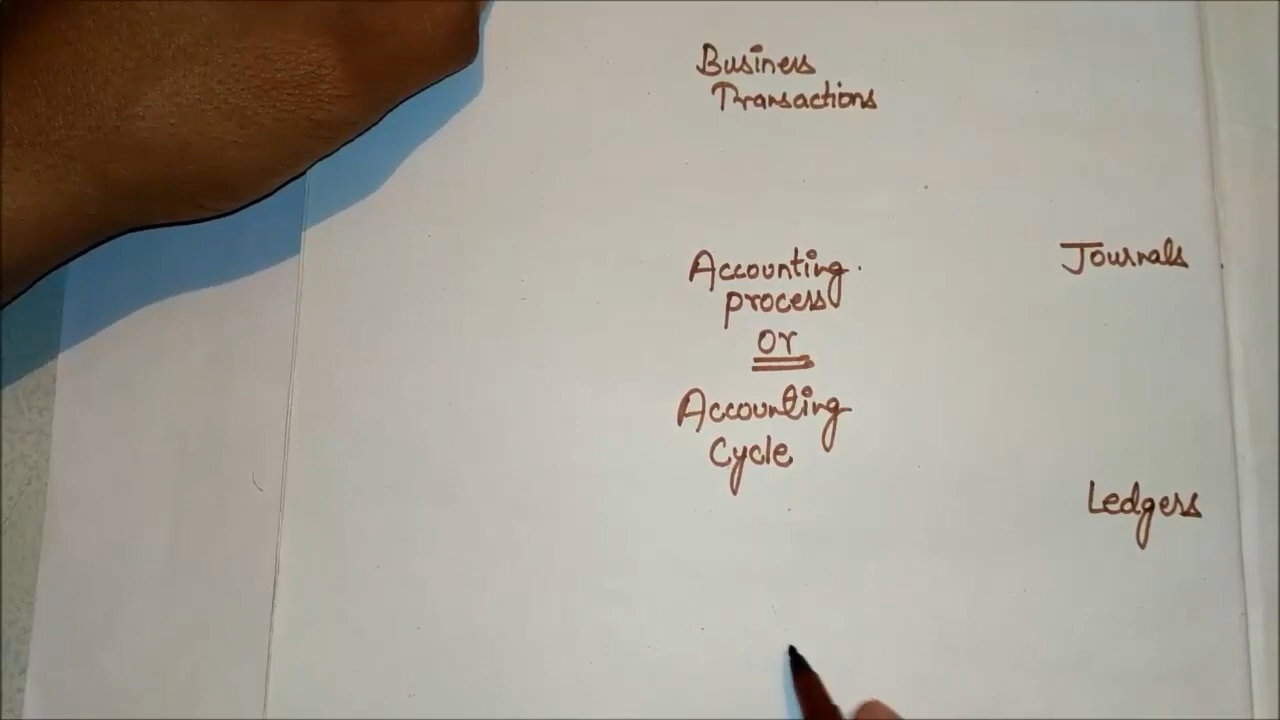 Business
Transactions
Accounting
process
or
Accounting
Cycle
Journals
Ledgers